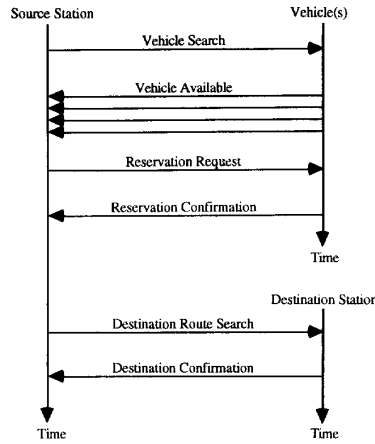 Source Station
Vehicle(s)
Vehicle Search
Vehicle Available
Reservation Request
Reservation Confirmation
Time
Destination Station
Destination Route Search
Destination Confirmation
Time
Time